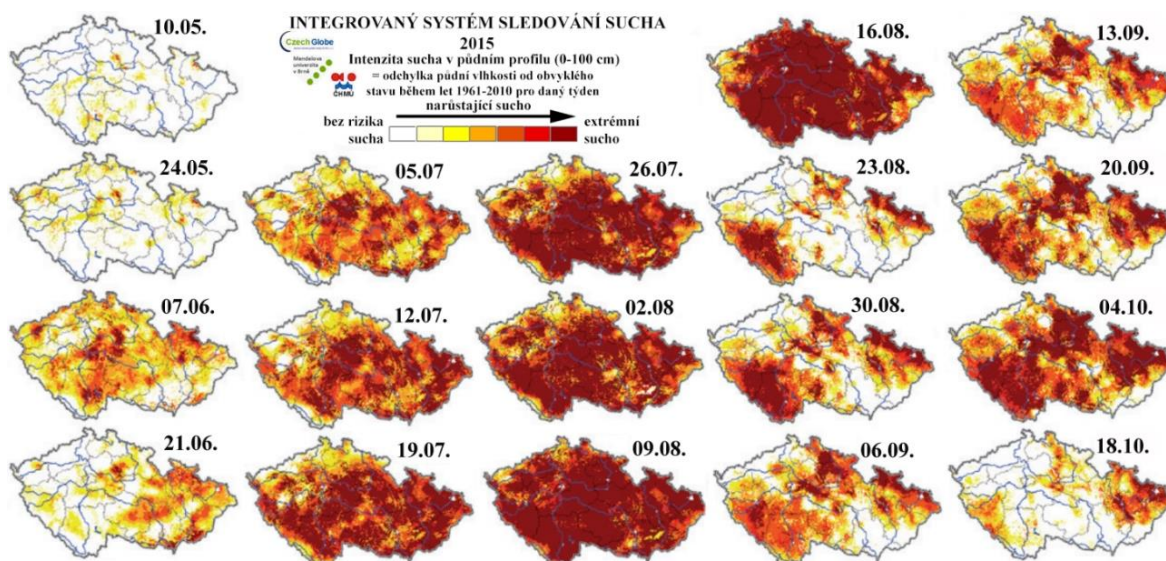 INTEGROVANÝ SYSTÉM SLEDOVÁNÍ SUCHA
2015
Intenzita sucha v půdním profilu (0-100 cm)
= odchylka půdní vlhkosti od obvyklého
stavu během let 1961-2010 pro daný týden
narůstající sucho
bez rizika
sucha
extrémní
sucho
CzechGlobe
Mendelova
univerzita
v Brně
ČHMÚ
10.05.
24.05.
07.06.
21.06.
05.07
12.07.
19.07.
26.07.
02.08
09.08.
16.08.
23.08.
30.08.
06.09.
13.09.
20.09.
04.10.
18.10.